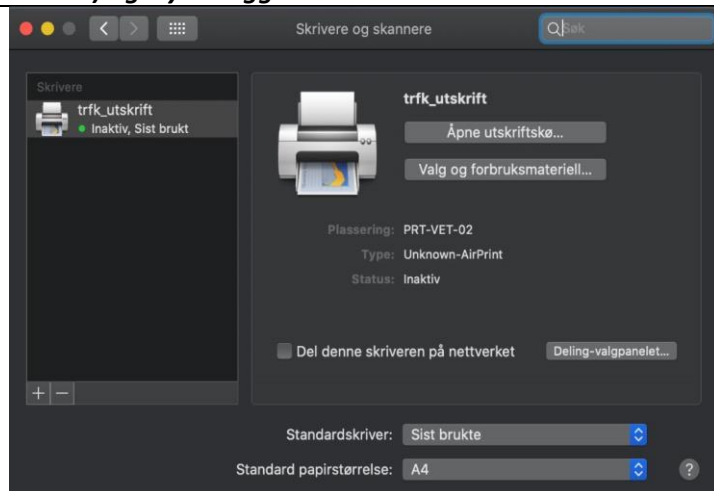 Skrivere og skannere
Søk
Skrivere
trfk_utskrift
Inaktiv, Sist brukt
trfk_utskrift
Åpne utskriftskø...
Valg og forbruksmateriell...
Plassering: PRT-VET-02
Type: Unknown-AirPrint
Status: Inaktiv
Del denne skriveren på nettverket
Deling-valgpanelet...
+ −
Standardskriver: Sist brukte
Standard papirstørrelse: A4
?